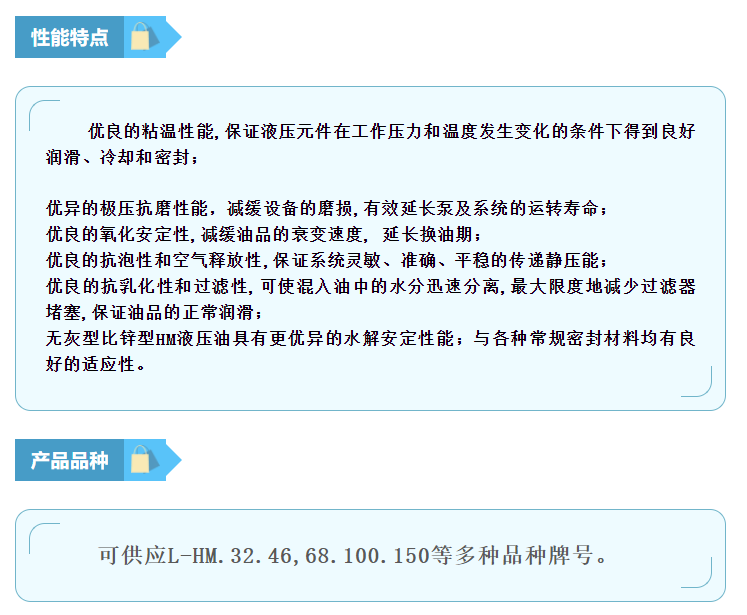 性能特点
优良的粘温性能,保证液压元件在工作压力和温度发生变化的条件下得到良好
润滑、冷却和密封；
优异的极压抗磨性能，减缓设备的磨损,有效延长泵及系统的运转寿命；
优良的氧化安定性,减缓油品的衰变速度， 延长换油期；
优良的抗泡性和空气释放性,保证系统灵敏、准确、平稳的传递静压能；
优良的抗乳化性和过滤性,可使混入油中的水分迅速分离,最大限度地减少过滤器
堵塞,保证油品的正常润滑；
无灰型比锌型HM液压油具有更优异的水解安定性能；与各种常规密封材料均有良
好的适应性。
产品品种
可供应L-HM.32.46,68.100.150等多种品种牌号。